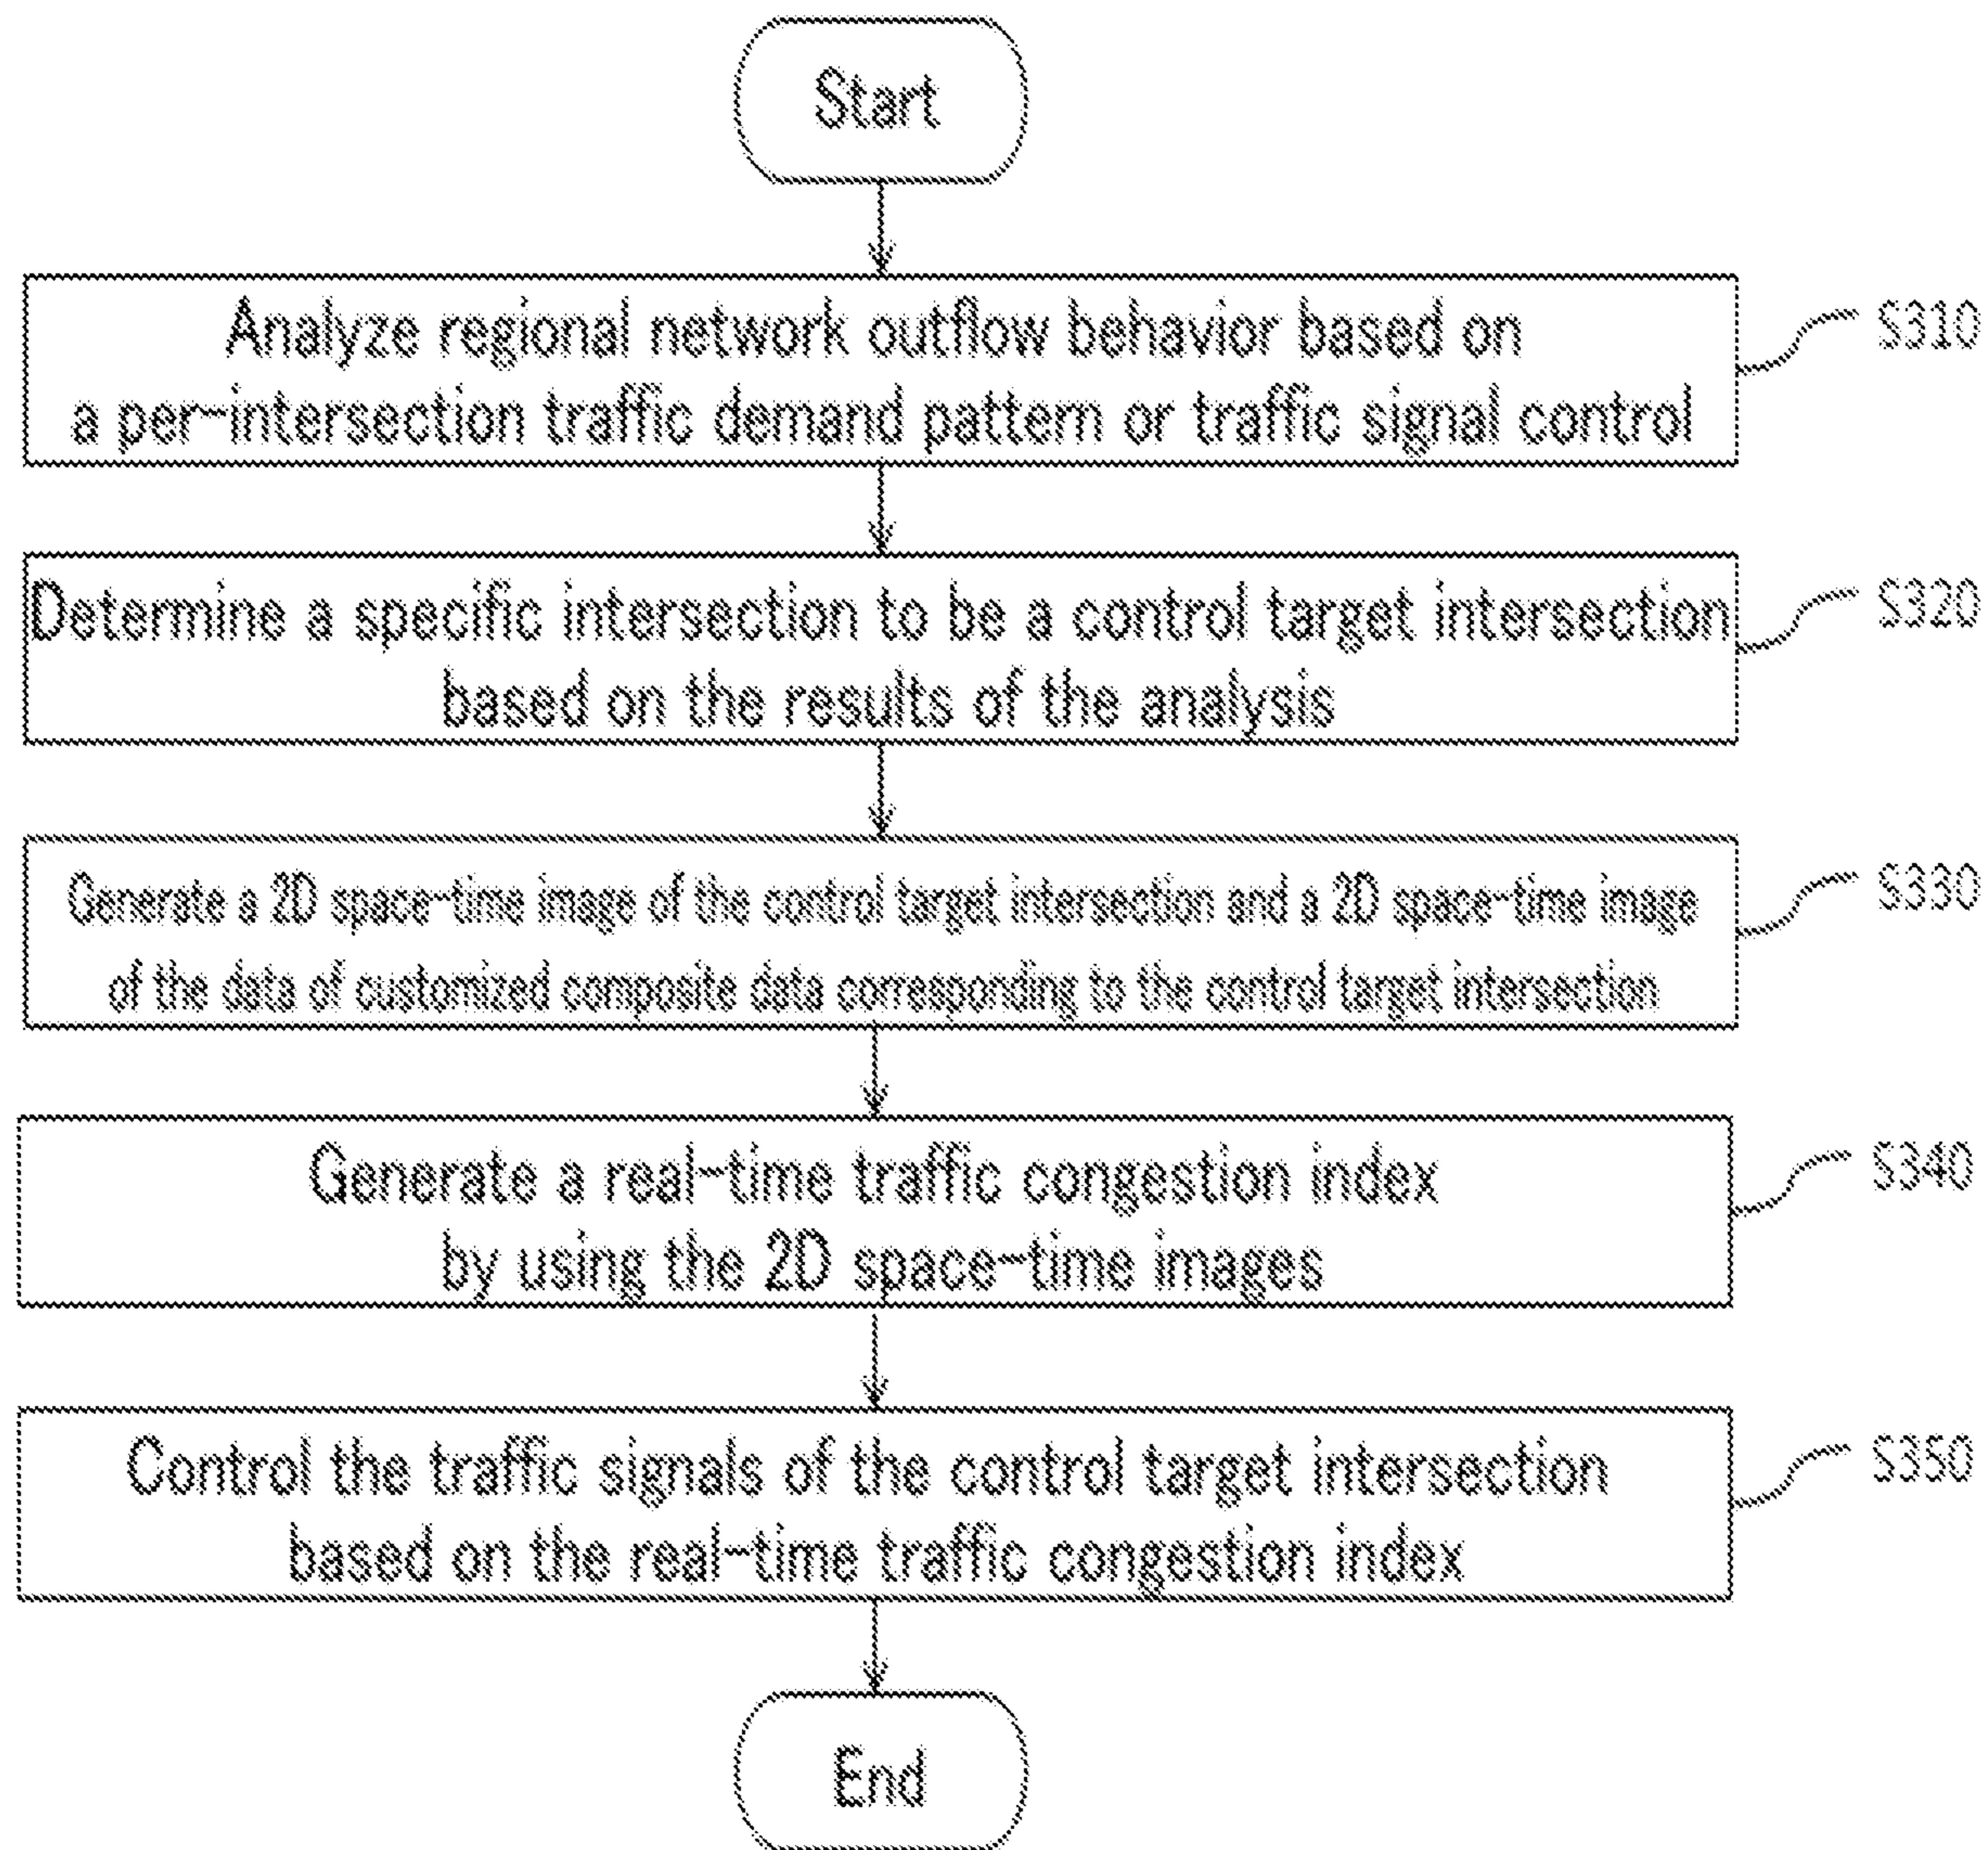 Start
Analyze regional network outflow behavior based on
a per-intersection traffic demand pattern or traffic signal control
S310
Determine a specific intersection to be a control target intersection
based on the results of the analysis
S320
Generate a 2D space-time image of the control target intersection and a 2D space-time image
of the data of customized composite data corresponding to the control target intersection
S330
Generate a real-time traffic congestion index
by using the 2D space-time images
S340
Control the traffic signals of the control target intersection
based on the real-time traffic congestion index
S350
End